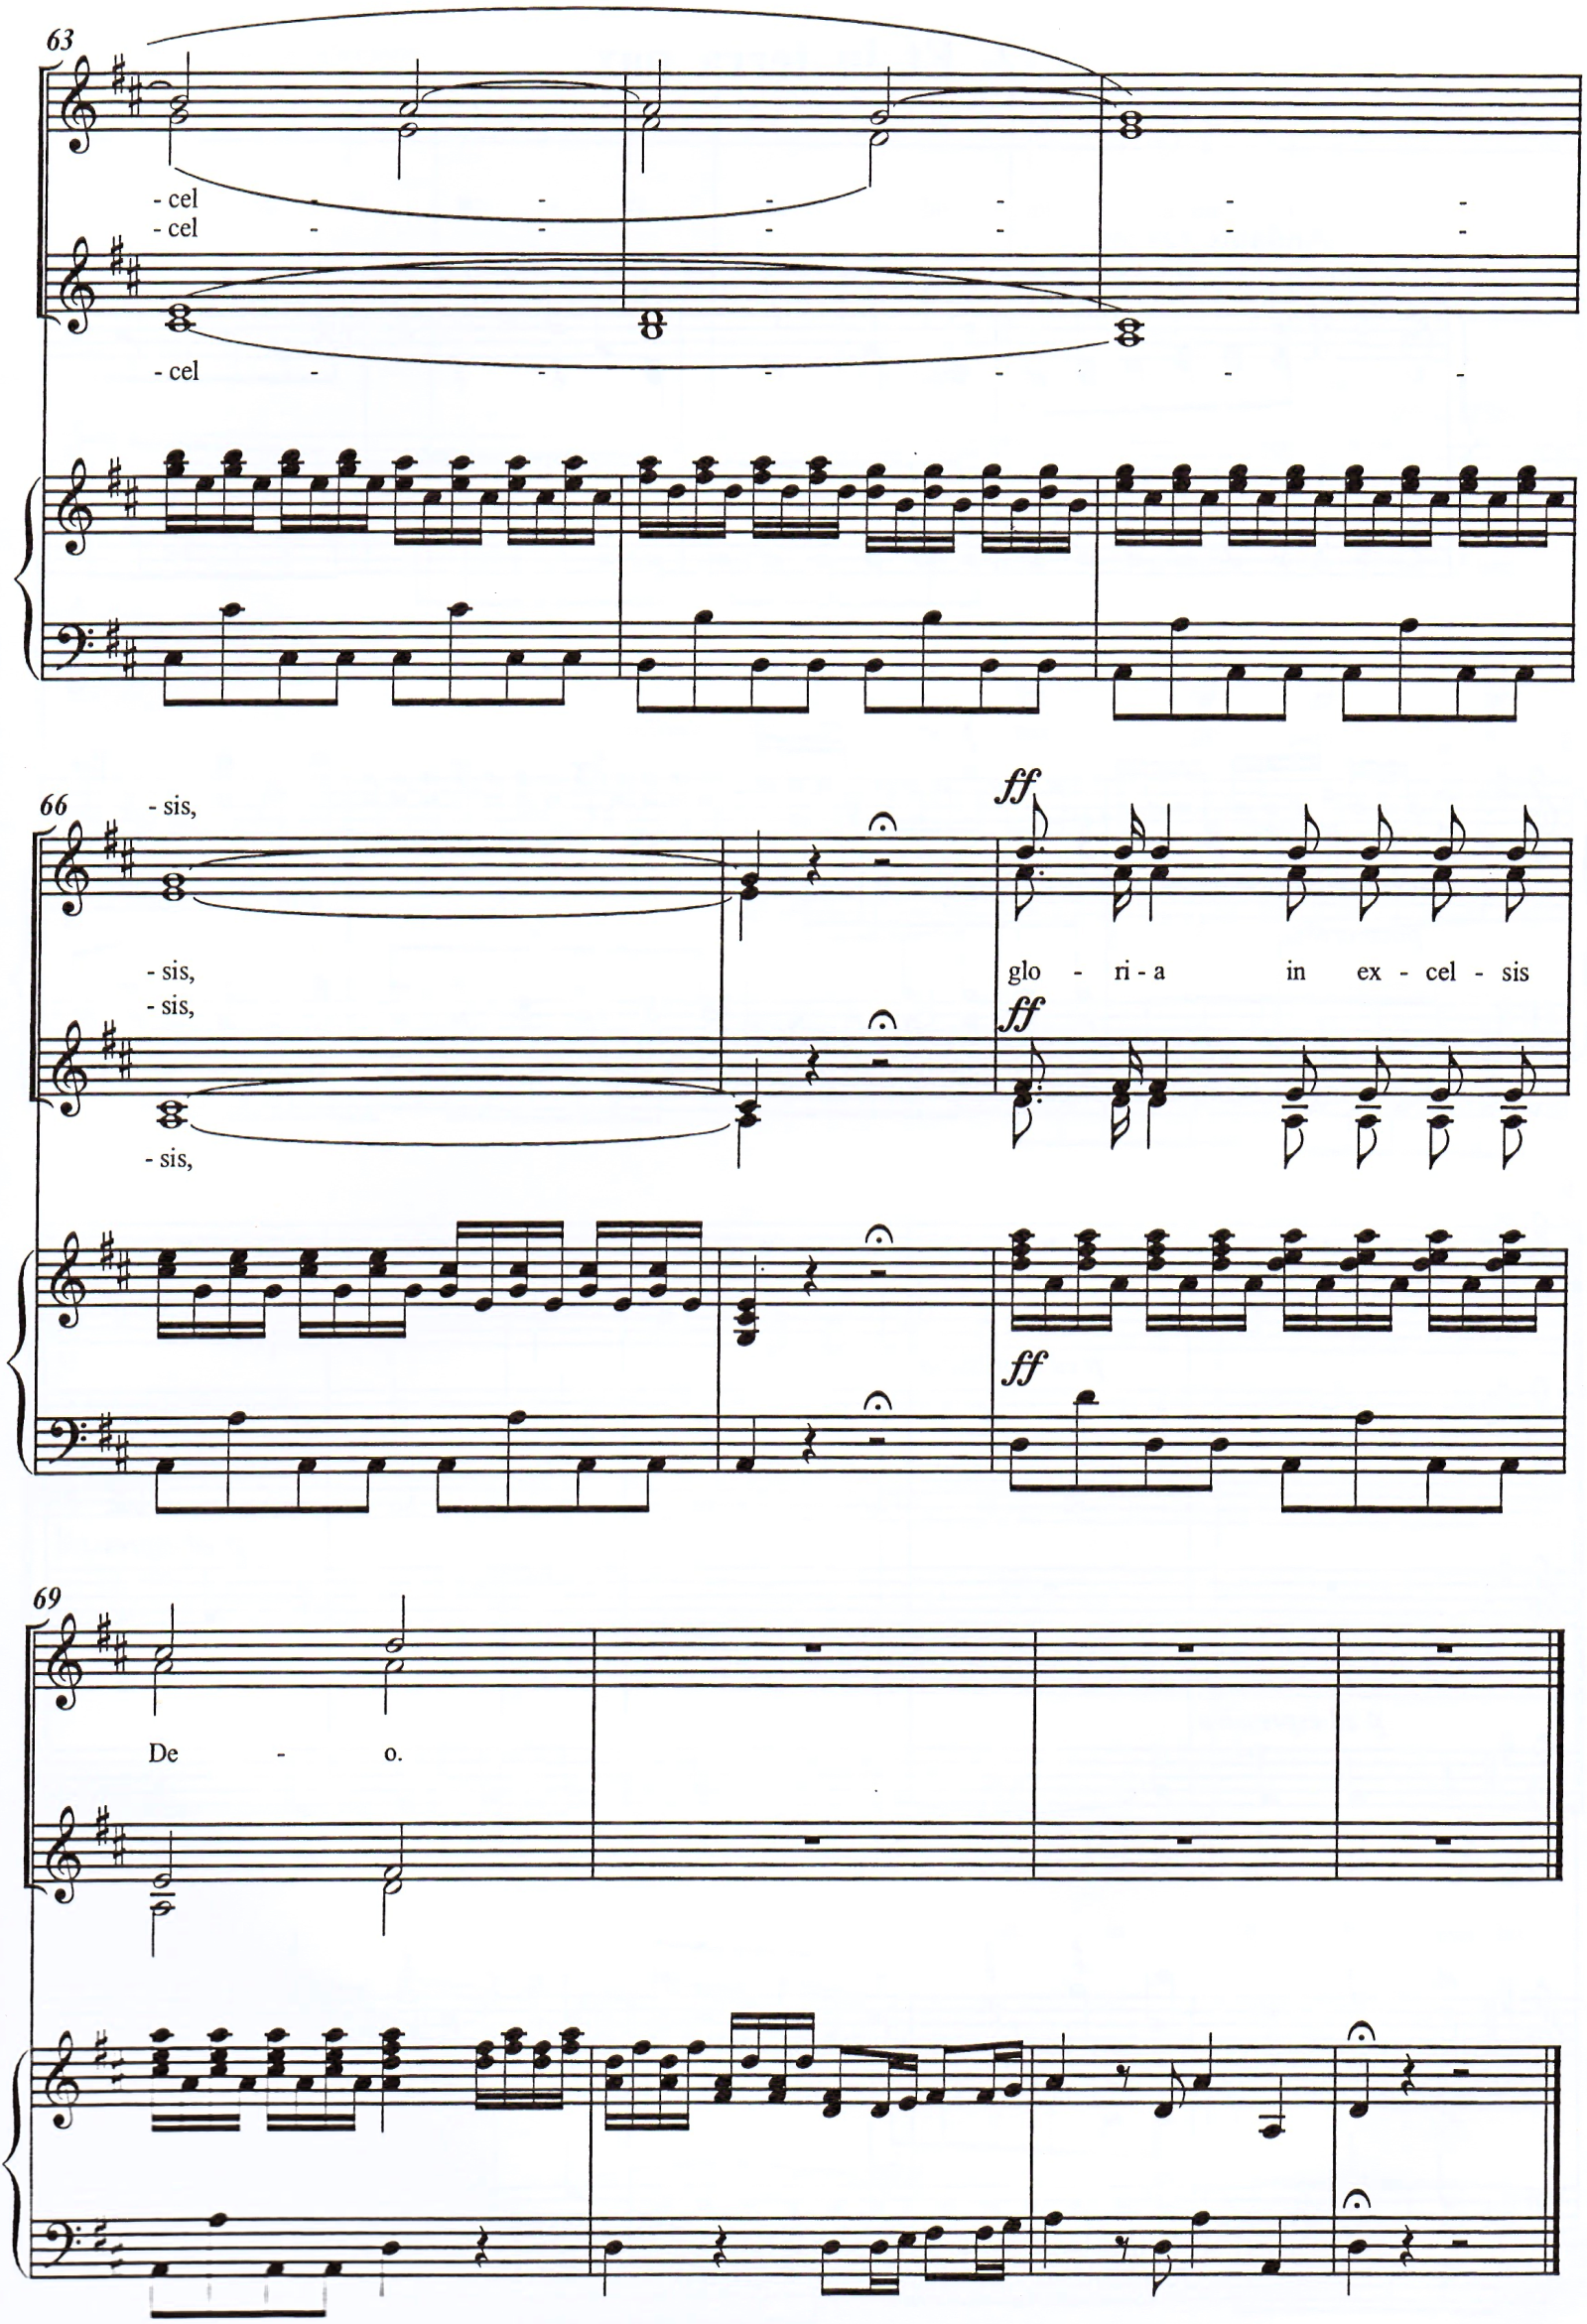 63
- cel - - - - - -
- cel - - - - - -
- cel - - - - - -
66
- sis,
ff
- sis, glo - ri - a in ex - cel - sis
- sis,
ff
- sis,
ff
69
De - o.